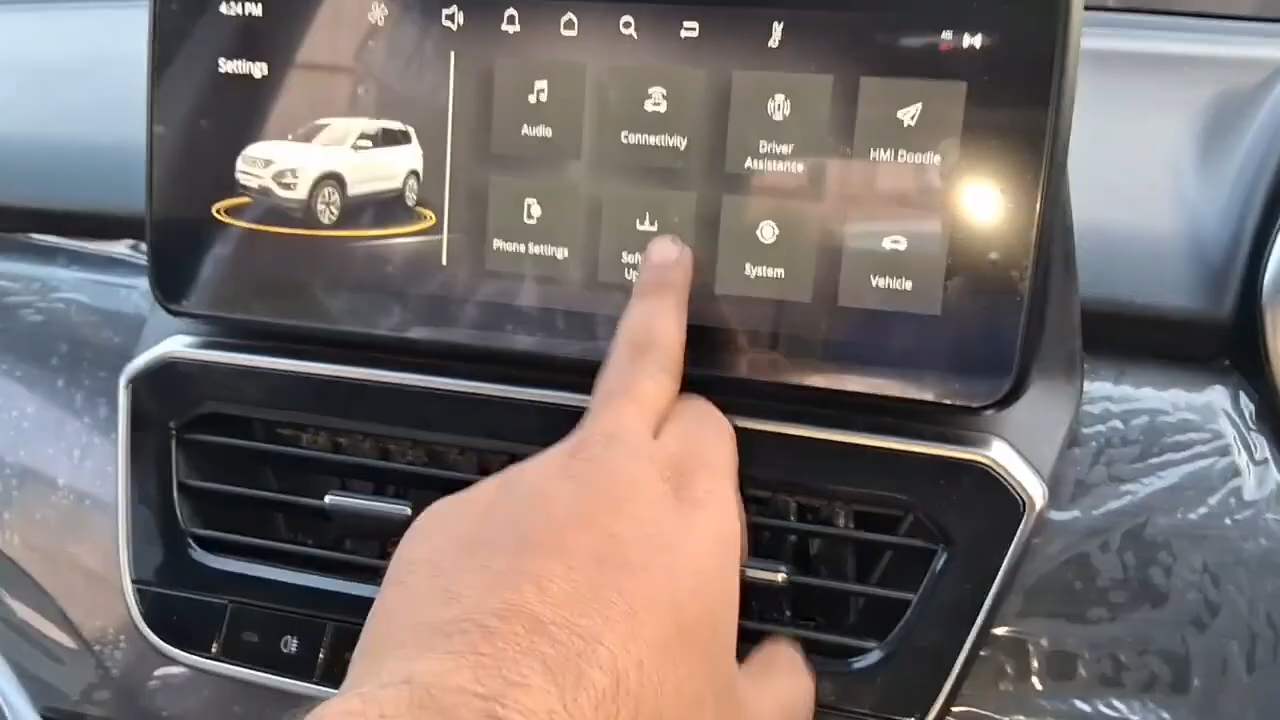 4:24 PM
Settings
Audio
Connectivity
Driver
Assistance
HMI Doodle
Phone Settings
System
Vehicle